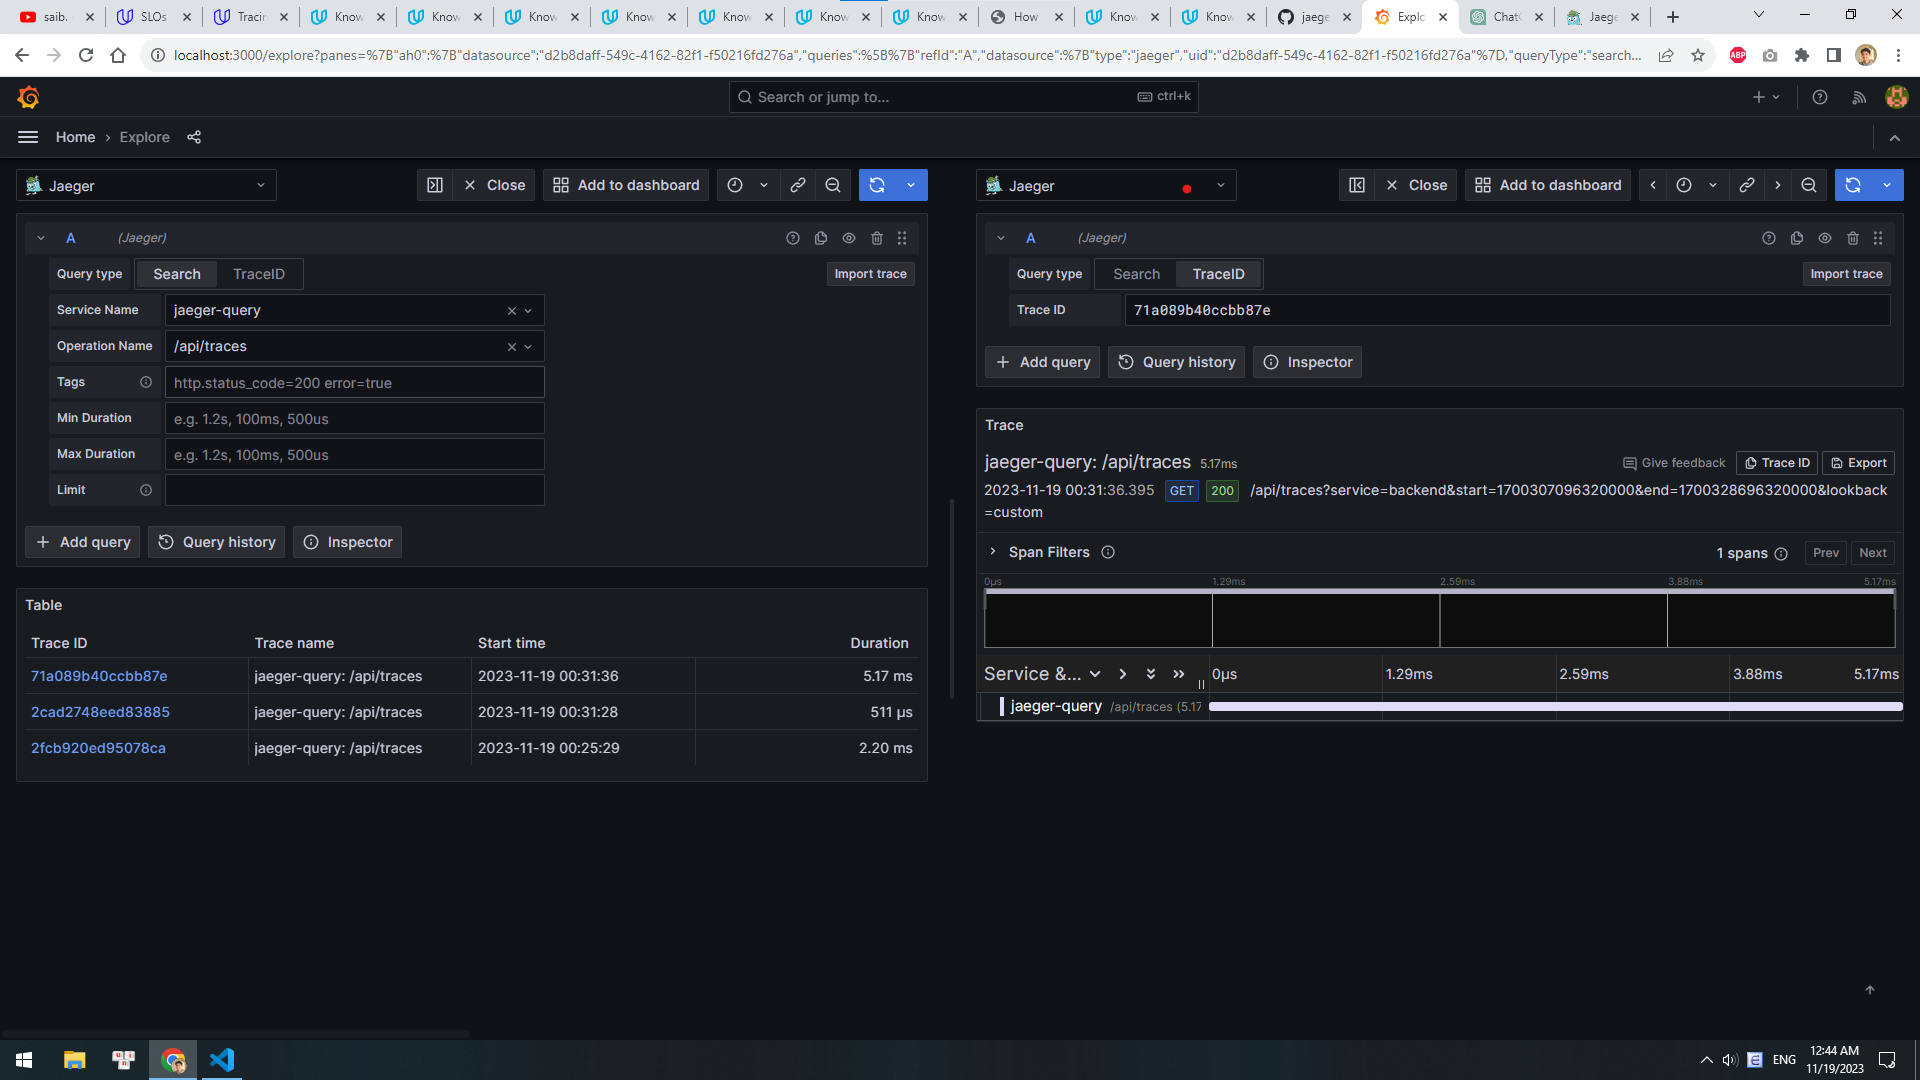 saib.
SLOs
Tracin
Know
Know
Know
Know
Know
Know
Know
How
Know
Know
jaege
Explo
Chat
Jaege
localhost:3000/explore?panes=%7B"ah0":%7B"datasource":"d2b8daff-549c-4162-82f1-f50216fd276a","queries":%5B%7B"refId":"A","datasource":%7B"type":"jaeger","uid":"d2b8daff-549c-4162-82f1-f50216fd276a"%7D,"queryType":"search...
ABP
Search or jump to...
ctrl+k
Home › Explore
Jaeger
Close
Add to dashboard
A (Jaeger)
Query type Search TraceID Import trace
Service Name jaeger-query
Operation Name /api/traces
Tags http.status_code=200 error=true
Min Duration e.g. 1.2s, 100ms, 500us
Max Duration e.g. 1.2s, 100ms, 500us
Limit
+ Add query Query history Inspector
Table
Trace ID Trace name Start time Duration
71a089b40ccbb87e jaeger-query: /api/traces 2023-11-19 00:31:36 5.17 ms
2cad2748eed83885 jaeger-query: /api/traces 2023-11-19 00:31:28 511 µs
2fcb920ed95078ca jaeger-query: /api/traces 2023-11-19 00:25:29 2.20 ms
Jaeger
Close
Add to dashboard
A (Jaeger)
Query type Search TraceID Import trace
Trace ID 71a089b40ccbb87e
+ Add query Query history Inspector
Trace
jaeger-query: /api/traces 5.17ms Give feedback Trace ID Export
2023-11-19 00:31:36.395 GET 200 /api/traces?service=backend&start=1700307096320000&end=1700328696320000&lookback
=custom
Span Filters 1 spans Prev Next
0µs 1.29ms 2.59ms 3.88ms 5.17ms
Service &... 0µs 1.29ms 2.59ms 3.88ms 5.17ms
jaeger-query /api/traces (5.17
ENG
12:44 AM
11/19/2023